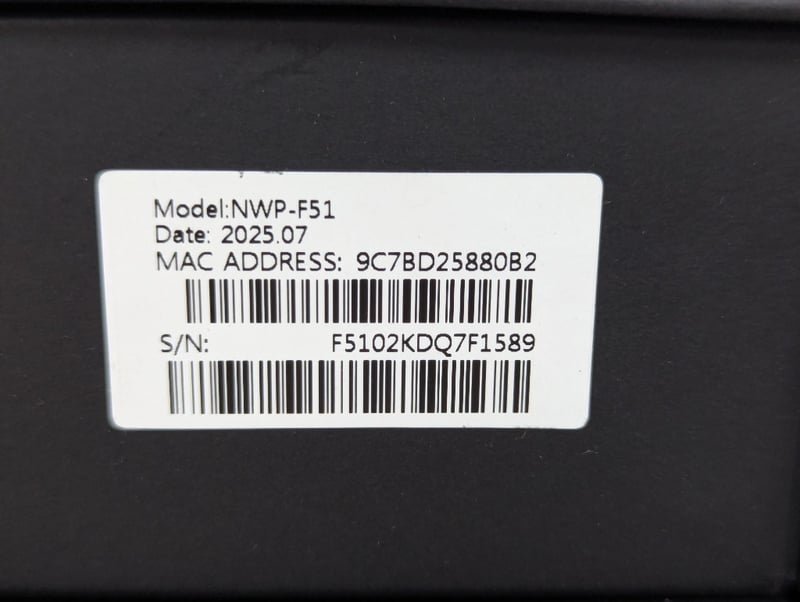 Model:NWP-F51
Date: 2025.07
MAC ADDRESS: 9C7BD25880B2
S/N: F5102KDQ7F1589